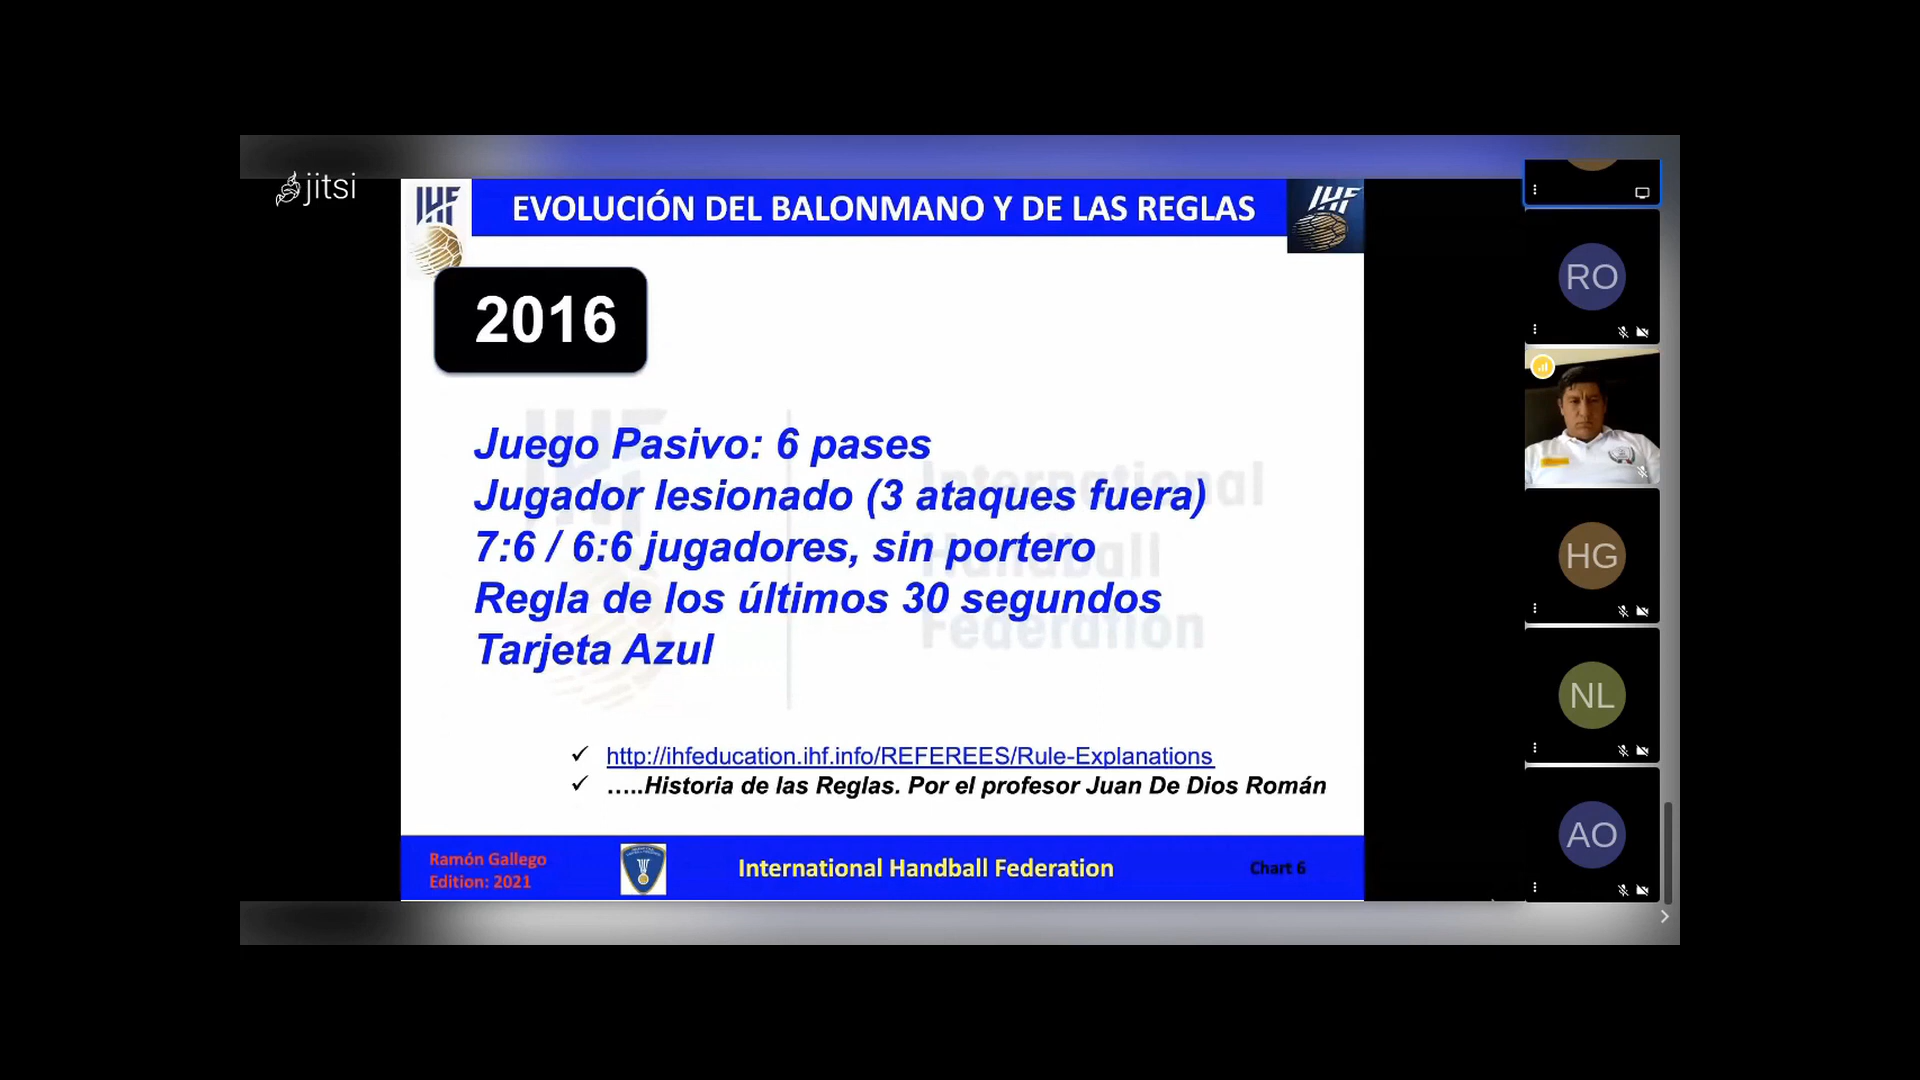 jitsi
IHF
EVOLUCIÓN DEL BALONMANO Y DE LAS REGLAS
IHF
2016
Juego Pasivo: 6 pases
Jugador lesionado (3 ataques fuera)
7:6 / 6:6 jugadores, sin portero
Regla de los últimos 30 segundos
Tarjeta Azul
International
Handball
Federation
✓ http://ihfeducation.ihf.info/REFEREES/Rule-Explanations
✓ …..Historia de las Reglas. Por el profesor Juan De Dios Román
Ramón Gallego
Edition: 2021
International Handball Federation
Chart 6
RO
HG
NL
AO